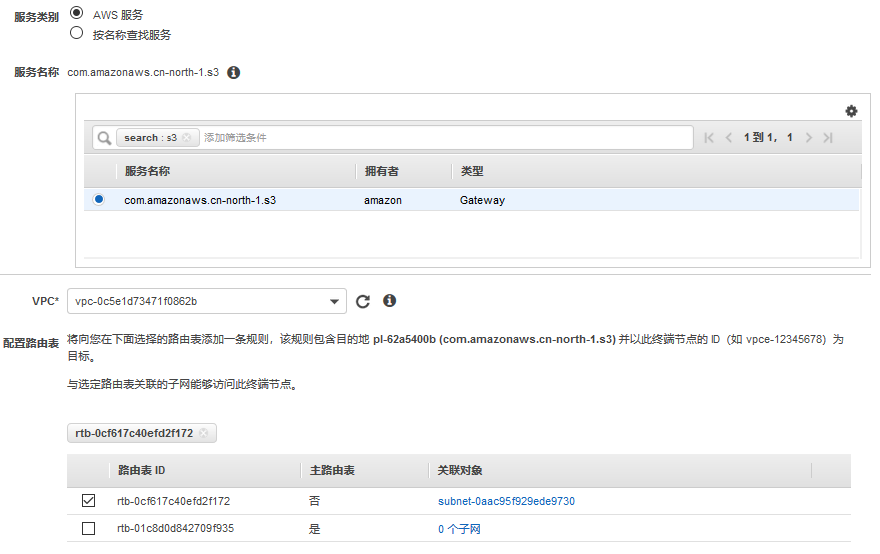 服务类别
AWS 服务
按名称查找服务
服务名称 com.amazonaws.cn-north-1.s3
search : s3 添加筛选条件 1 到 1， 1
服务名称 拥有者 类型
com.amazonaws.cn-north-1.s3 amazon Gateway
VPC* vpc-0c5e1d73471f0862b
配置路由表 将向您在下面选择的路由表添加一条规则，该规则包含目的地 pl-62a5400b (com.amazonaws.cn-north-1.s3) 并以此终端节点的 ID（如 vpce-12345678）为
目标。
与选定路由表关联的子网能够访问此终端节点。
rtb-0cf617c40efd2f172
路由表 ID 主路由表 关联对象
rtb-0cf617c40efd2f172 否 subnet-0aac95f929ede9730
rtb-01c8d0d842709f935 是 0 个子网